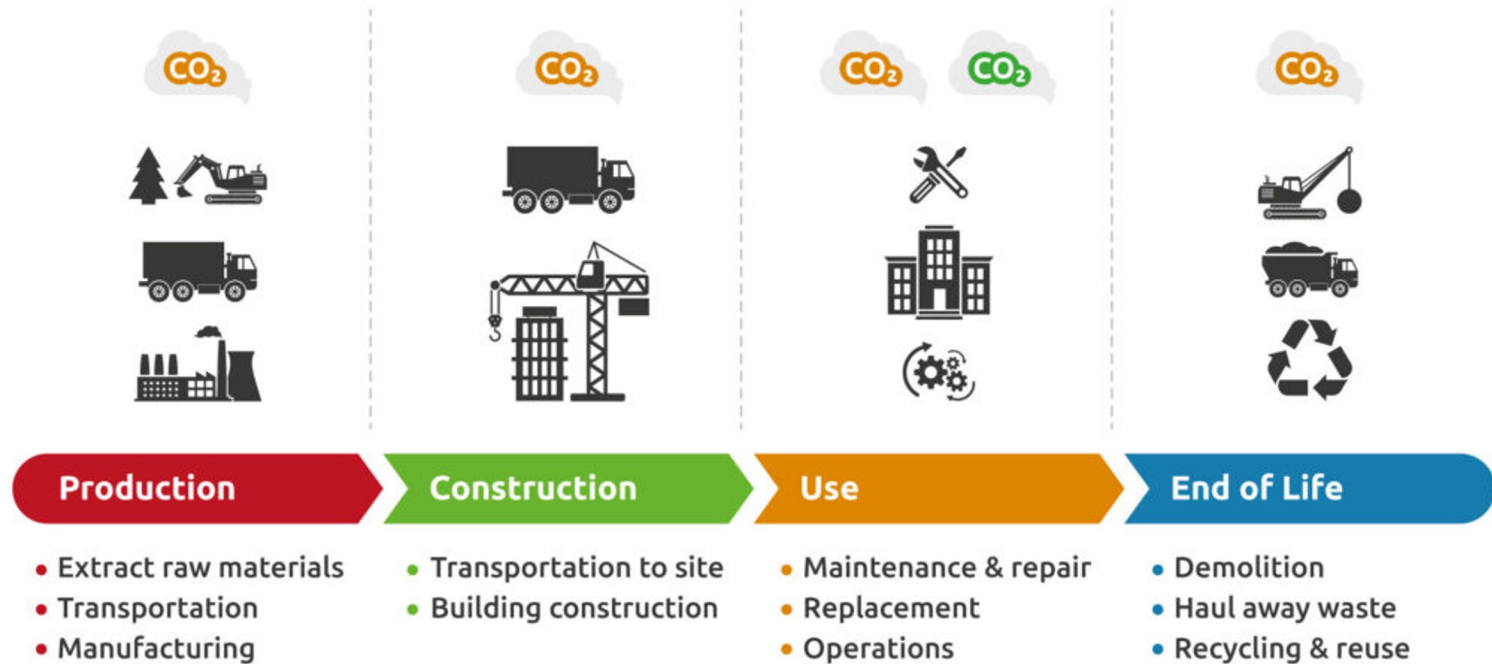 CO₂
CO₂
CO₂ CO₂
CO₂
Production
Construction
Use
End of Life
• Extract raw materials
• Transportation
• Manufacturing
• Transportation to site
• Building construction
• Maintenance & repair
• Replacement
• Operations
• Demolition
• Haul away waste
• Recycling & reuse